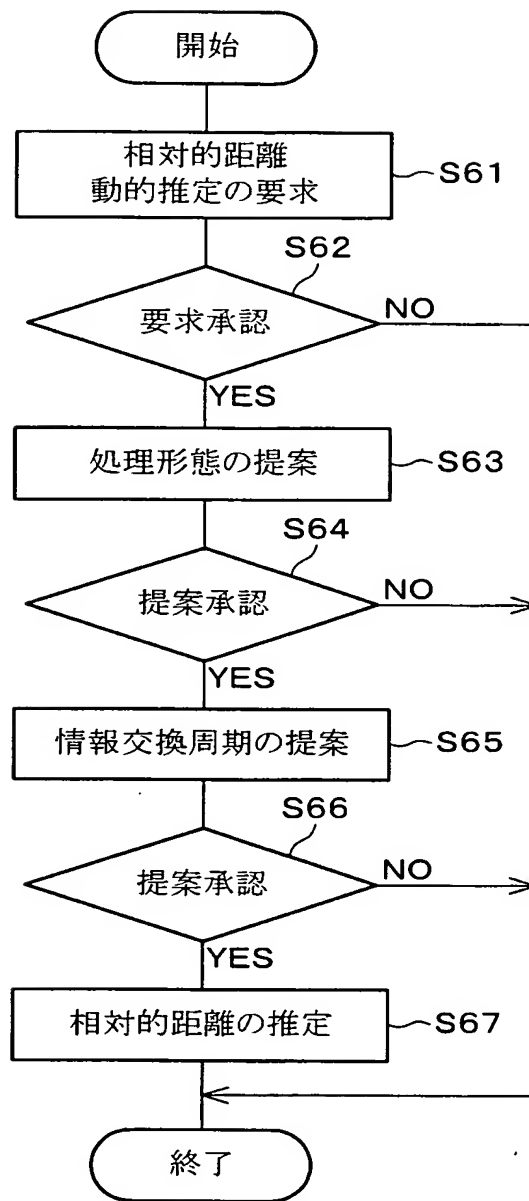 開始
相対的距離
動的推定の要求
S61
S62
要求承認
NO
YES
処理形態の提案
S63
S64
提案承認
NO
YES
情報交換周期の提案
S65
S66
提案承認
NO
YES
相対的距離の推定
S67
終了